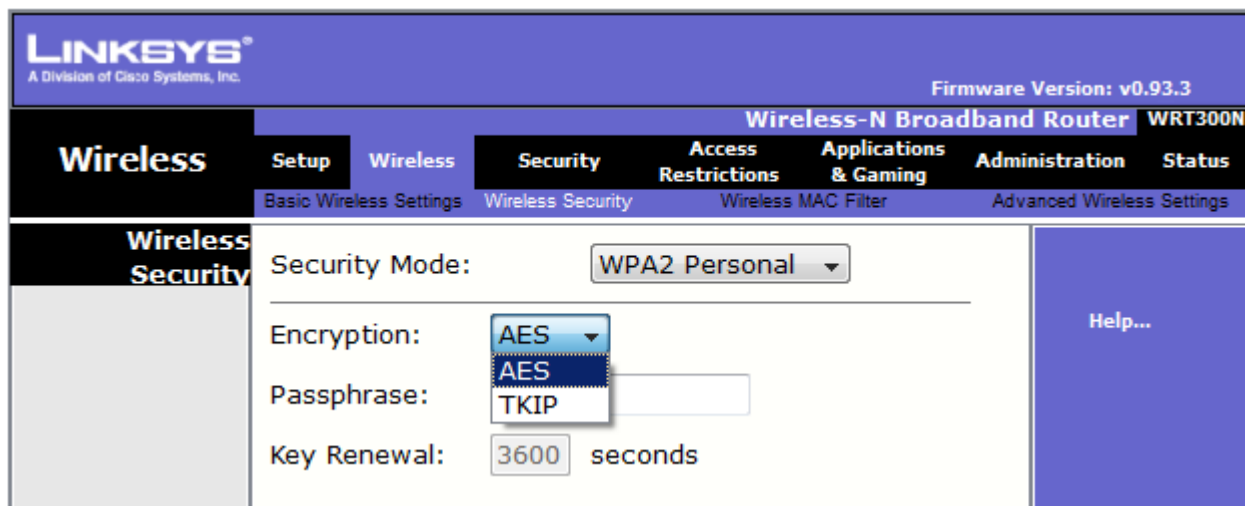 LINKSYS®
A Division of Cisco Systems, Inc.
Firmware Version: v0.93.3
Wireless-N Broadband Router WRT300N
Wireless
Setup Wireless Security Access Restrictions Applications & Gaming Administration Status
Basic Wireless Settings Wireless Security Wireless MAC Filter Advanced Wireless Settings
Wireless
Security
Security Mode: WPA2 Personal
Help...
Encryption: AES
AES
Passphrase:
TKIP
Key Renewal: 3600 seconds